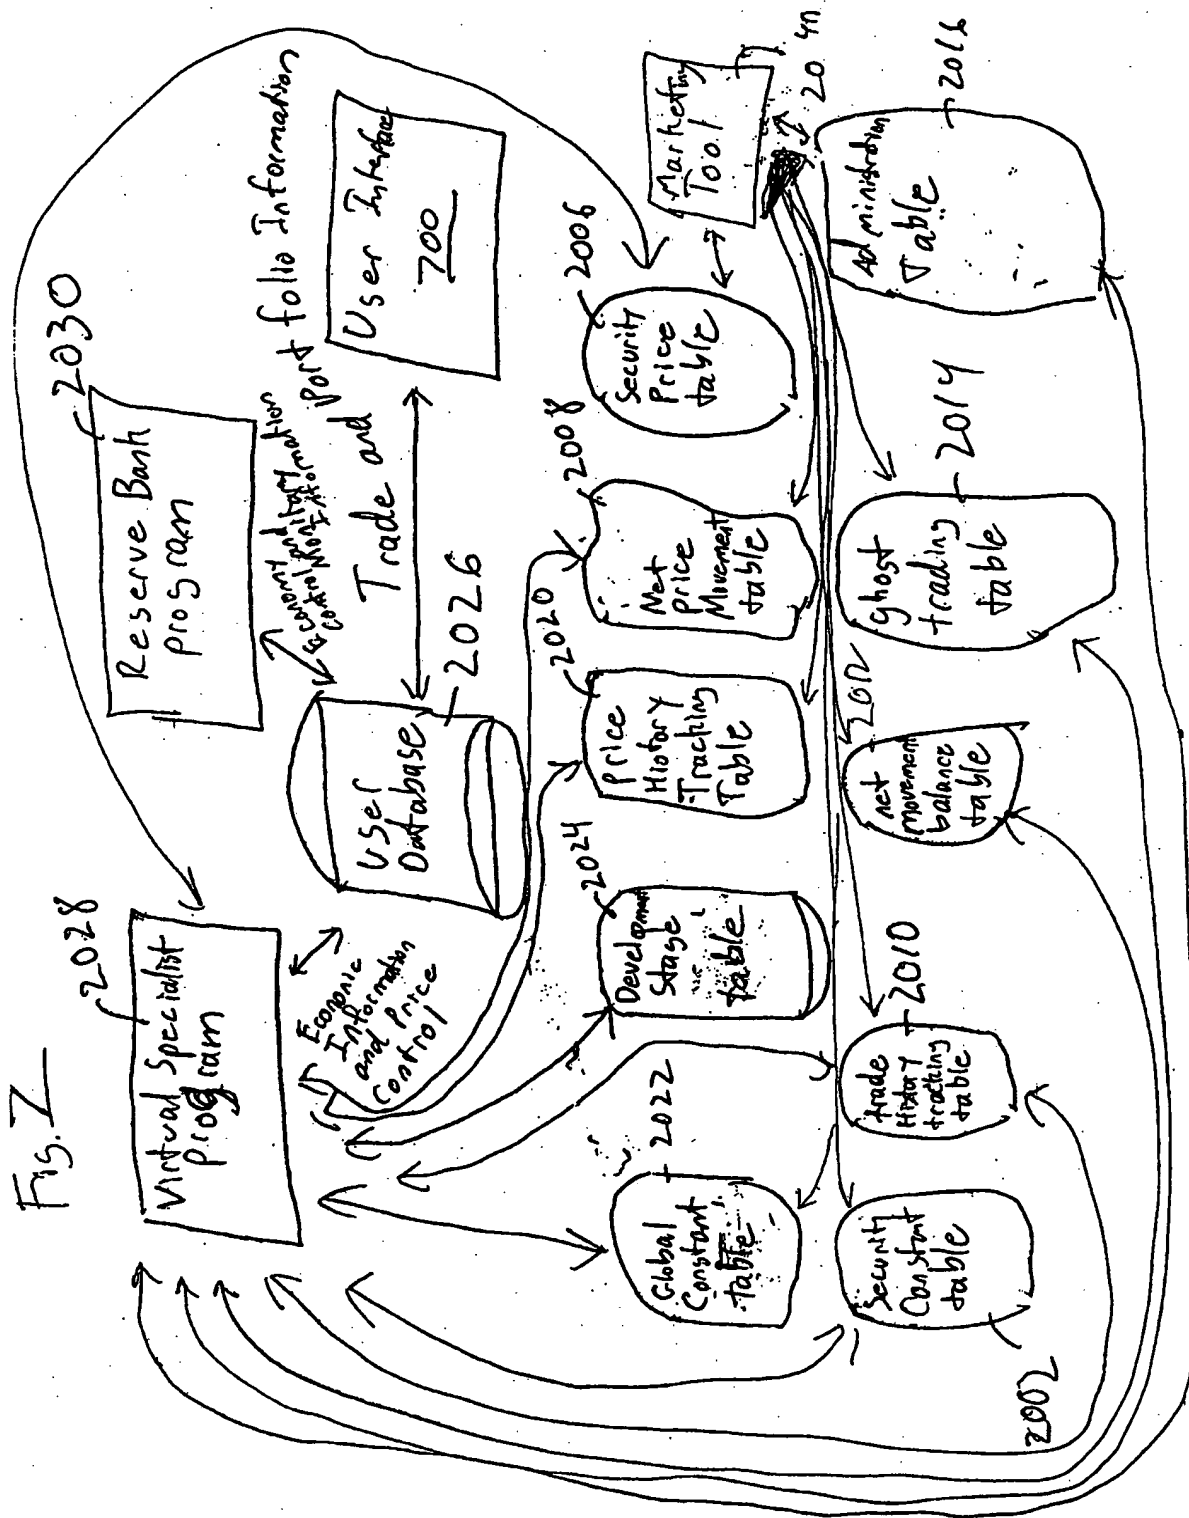 Fig. 7
2028
Virtual Specialist
Program
2030
Reserve Bank
Program
Economic
Information
and Price
Control
User
Database
2026
Trade and Portfolio Information
User Interface
700
2022
Global
Constant
table
2024
Development
Stage
table
2020
Price
History
Tracking
Table
2008
Net
Price
Movement
table
2006
Security
Price
table
Marketing
Tool
2002
Security
Constant
table
2010
trade
History
tracking
table
2012
net
movement
balance
table
2014
Ghost
trading
table
2016
Administration
Table